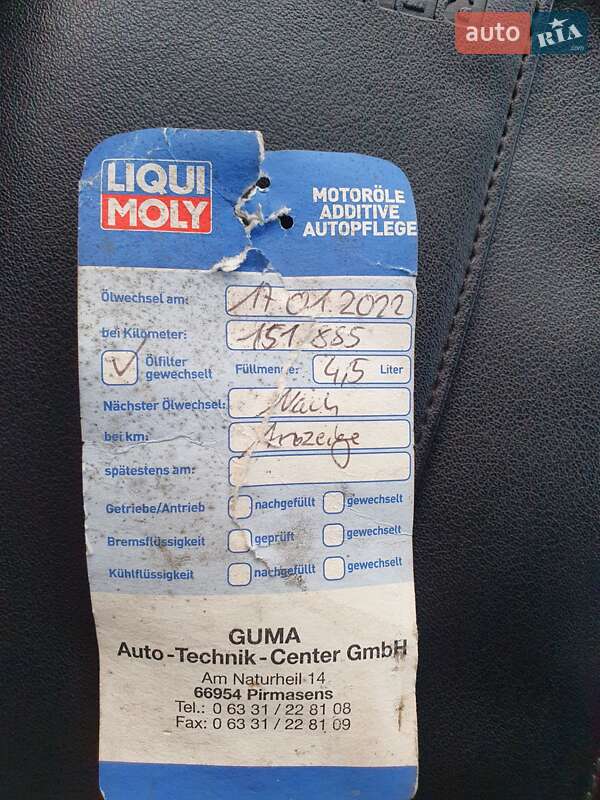 auto RIA
.com
LIQUI
MOLY
MOTORÖLE
ADDITIVE
AUTOPFLEGE
Ölwechsel am: 17.01.2022
bei Kilometer: 151.885
Ölfilter
gewechselt
Füllmenge: 4,5 Liter
Nächster Ölwechsel: Nach
bei km: Anzeige
spätestens am:
Getriebe/Antrieb nachgefüllt gewechselt
Bremsflüssigkeit geprüft gewechselt
Kühlflüssigkeit nachgefüllt gewechselt
GUMA
Auto-Technik-Center GmbH
Am Naturheil 14
66954 Pirmasens
Tel.: 0 63 31 / 22 81 08
Fax: 0 63 31 / 22 81 09